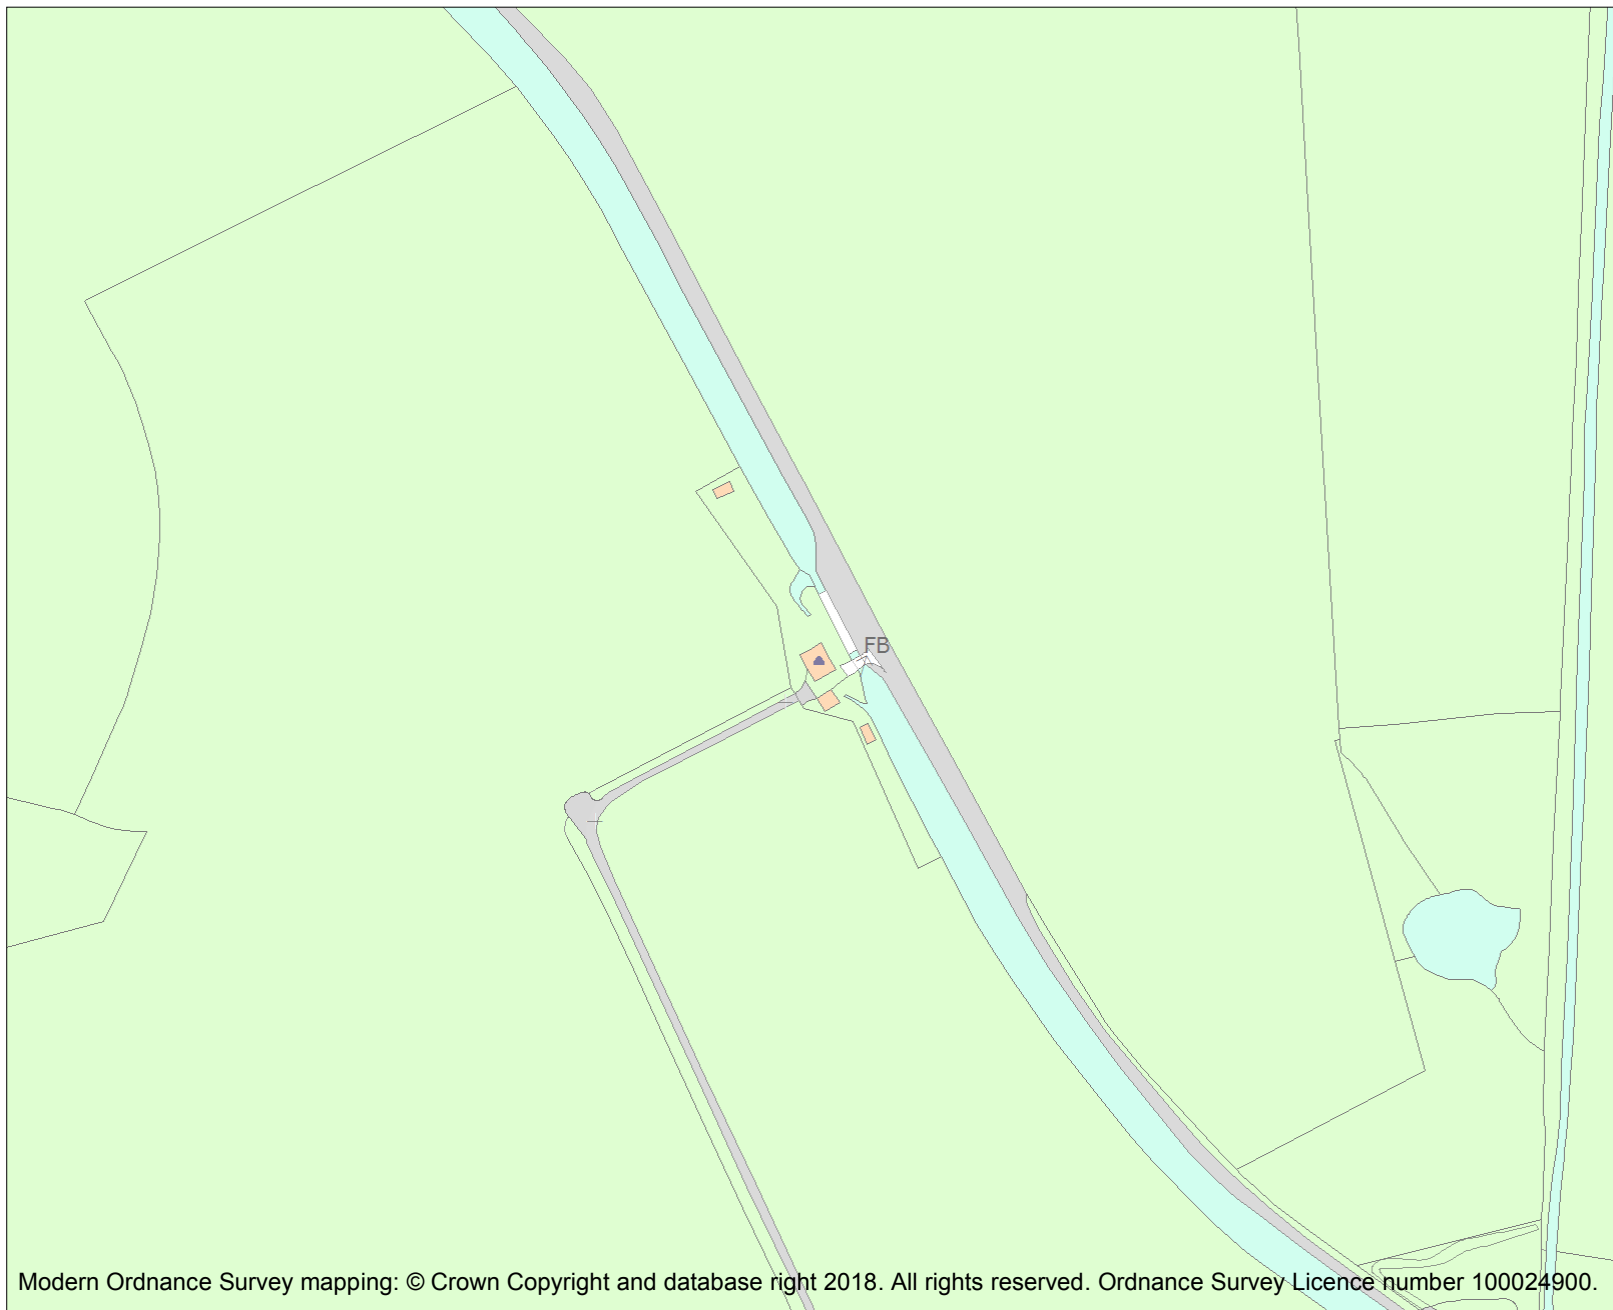 FB
Modern Ordnance Survey mapping: © Crown Copyright and database right 2018. All rights reserved. Ordnance Survey Licence number 100024900.